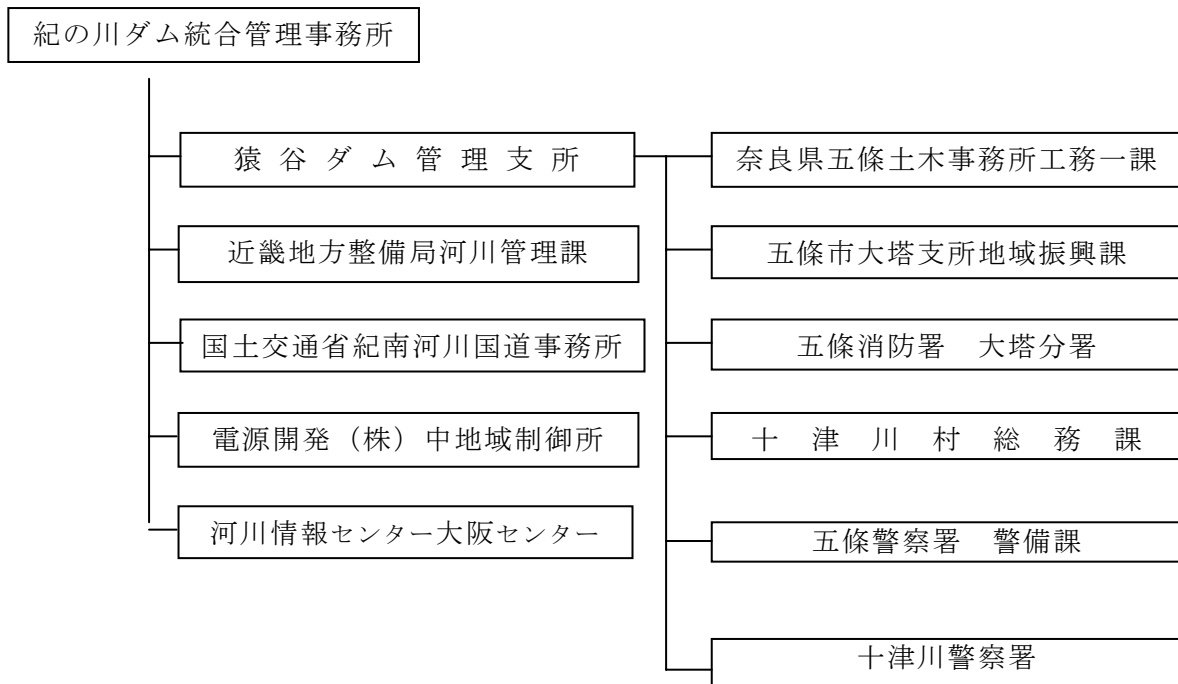 紀の川ダム統合管理事務所
猿谷ダム管理支所
奈良県五條土木事務所工務一課
近畿地方整備局河川管理課
五條市大塔支所地域振興課
国土交通省紀南河川国道事務所
五條消防署　大塔分署
電源開発（株）中地域制御所
十津川村総務課
河川情報センター大阪センター
五條警察署　警備課
十津川警察署